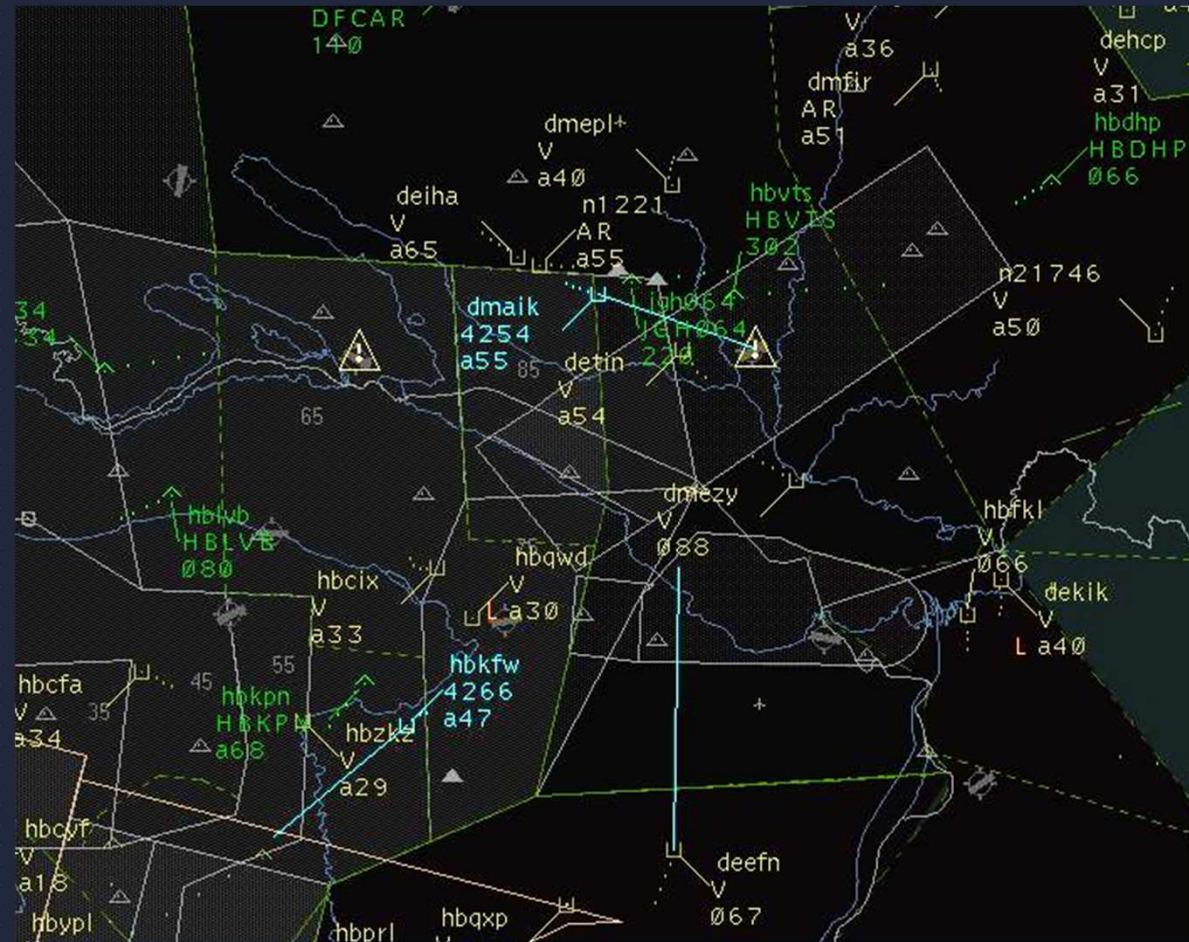 DFCAR
110
V
a36
dehcp
V
a31
dmfir
AR
a51
hbdhp
HBDHP
066
dmepl+
V
a40
deiha
V
a65
n1221
AR
a55
hbvts
HBVTS
302
n21746
V
a50
34
34
dmaik
4254
a55
jgh064
JGH064
220
detin
V
a54
85
65
dmezy
V
088
hblvb
HBLVB
080
hbqwd
V
L a30
hbfkl
V
066
dekik
V
L a40
hbcix
V
a33
55
45
35
hbkfw
4266
a47
hbcfa
V
a34
hbkpn
HBKPN
a68
hbzkz
V
a29
hbcvf
V
a18
deefn
V
067
hbypl
hbprl
hbqxp
V